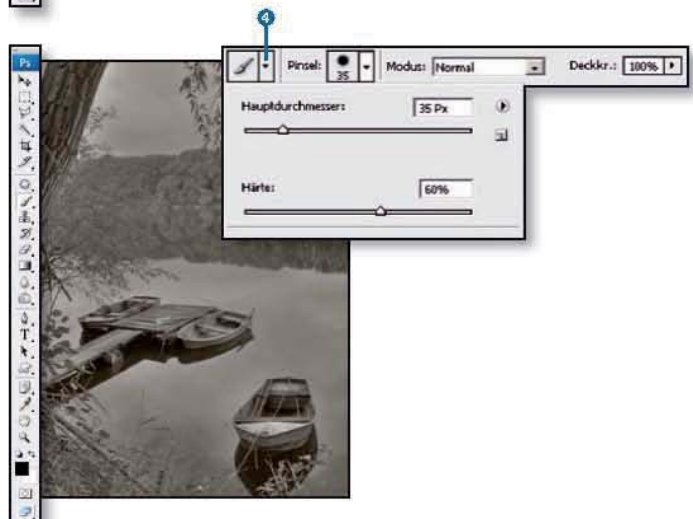 4
Ps
Pinsel: 35 Modus: Normal Deckkr.: 100%
Hauptdurchmesser: 35 Px
Härte: 60%
T